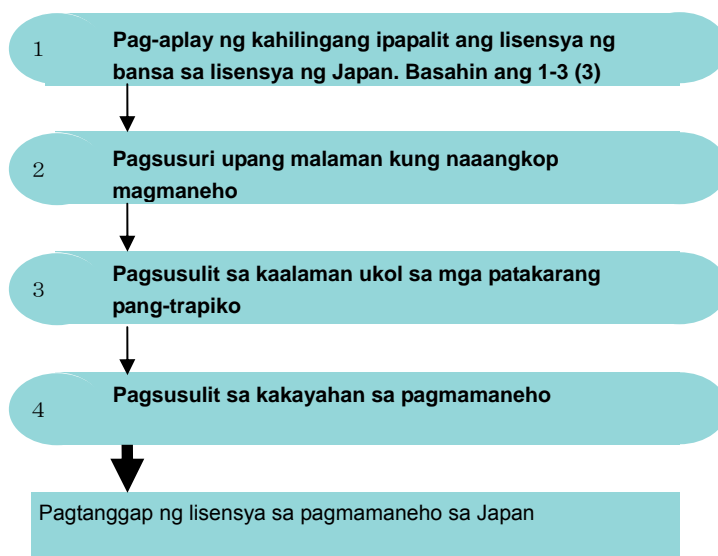 1 Pag-aplay ng kahilingang ipapalit ang lisensya ng
bansa sa lisensya ng Japan. Basahin ang 1-3 (3)
2 Pagsusuri upang malaman kung naaangkop
magmaneho
3 Pagsusulit sa kaalaman ukol sa mga patakarang
pang-trapiko
4 Pagsusulit sa kakayahan sa pagmamaneho
Pagtanggap ng lisensya sa pagmamaneho sa Japan